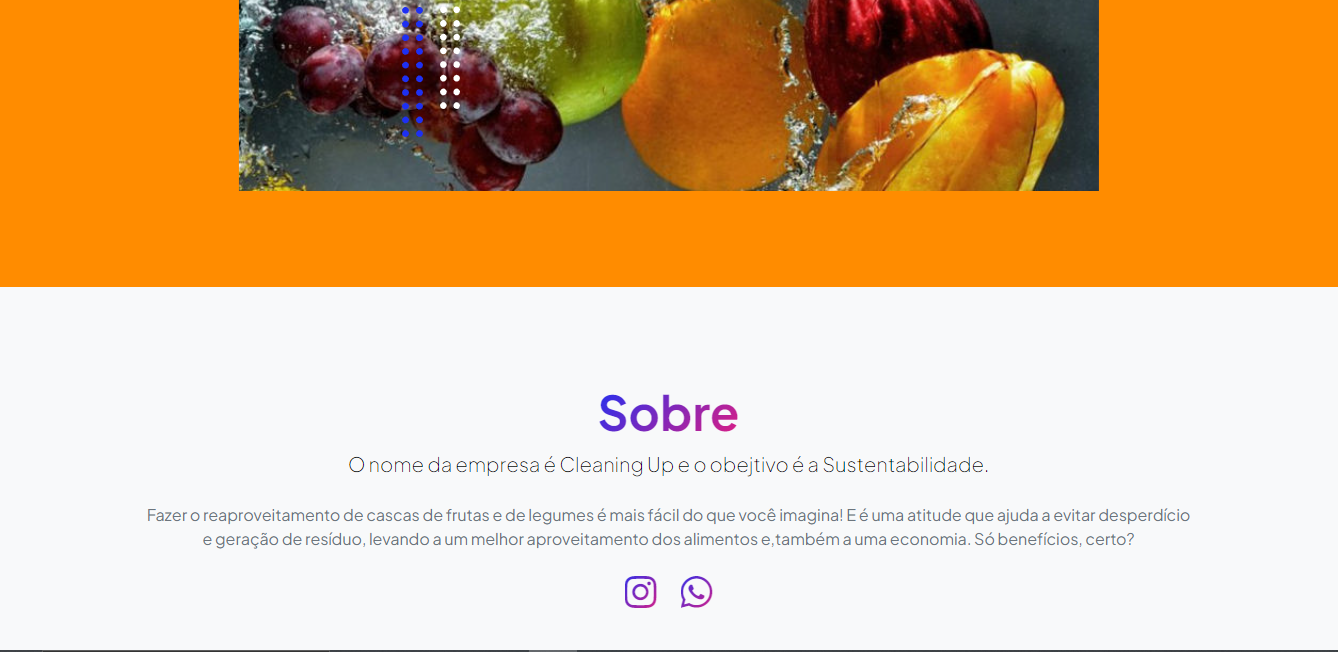 Sobre
O nome da empresa é Cleaning Up e o obejtivo é a Sustentabilidade.
Fazer o reaproveitamento de cascas de frutas e de legumes é mais fácil do que você imagina! E é uma atitude que ajuda a evitar desperdício
e geração de resíduo, levando a um melhor aproveitamento dos alimentos e,também a uma economia. Só benefícios, certo?